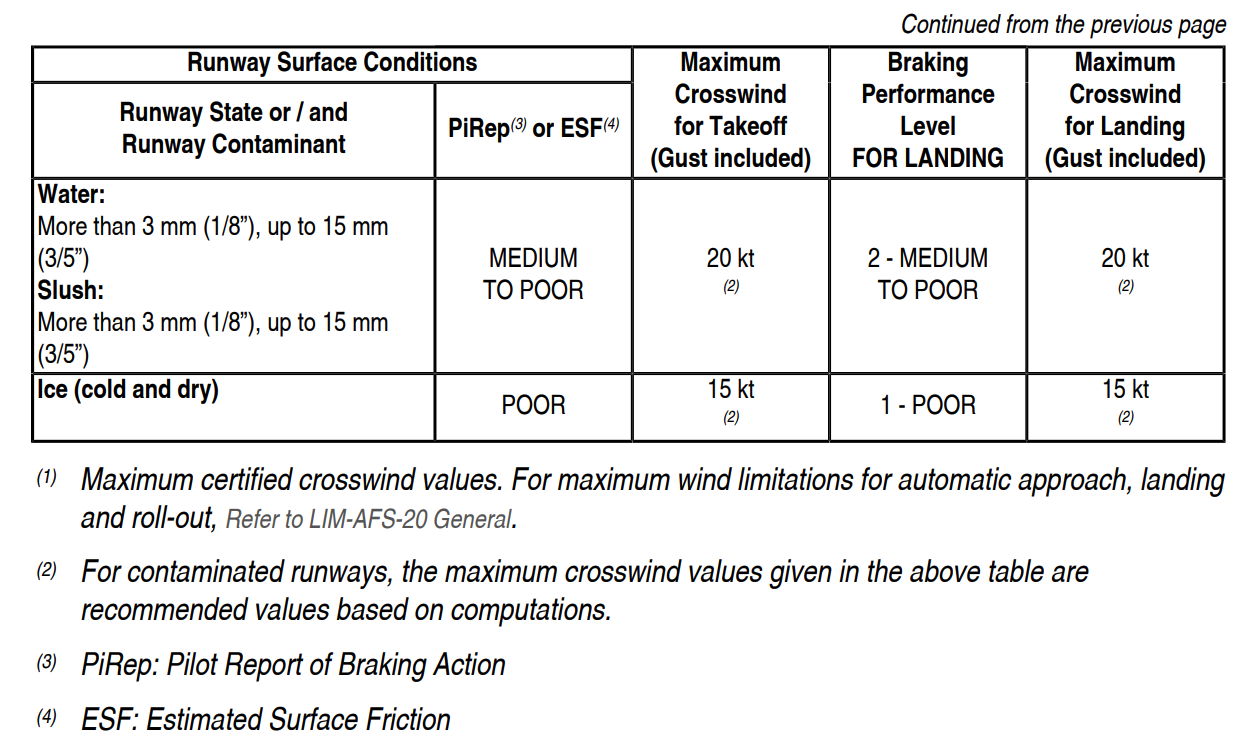 Continued from the previous page
Runway Surface Conditions
Maximum
Crosswind
for Takeoff
(Gust included)
Braking
Performance
Level
FOR LANDING
Maximum
Crosswind
for Landing
(Gust included)
Runway State or / and
Runway Contaminant
PiRep(3) or ESF(4)
Water:
More than 3 mm (1/8”), up to 15 mm
(3/5”)
Slush:
More than 3 mm (1/8”), up to 15 mm
(3/5”)
MEDIUM
TO POOR
20 kt
(2)
2 - MEDIUM
TO POOR
20 kt
(2)
Ice (cold and dry)
POOR
15 kt
(2)
1 - POOR
15 kt
(2)
(1) Maximum certified crosswind values. For maximum wind limitations for automatic approach, landing
and roll-out, Refer to LIM-AFS-20 General.
(2) For contaminated runways, the maximum crosswind values given in the above table are
recommended values based on computations.
(3) PiRep: Pilot Report of Braking Action
(4) ESF: Estimated Surface Friction